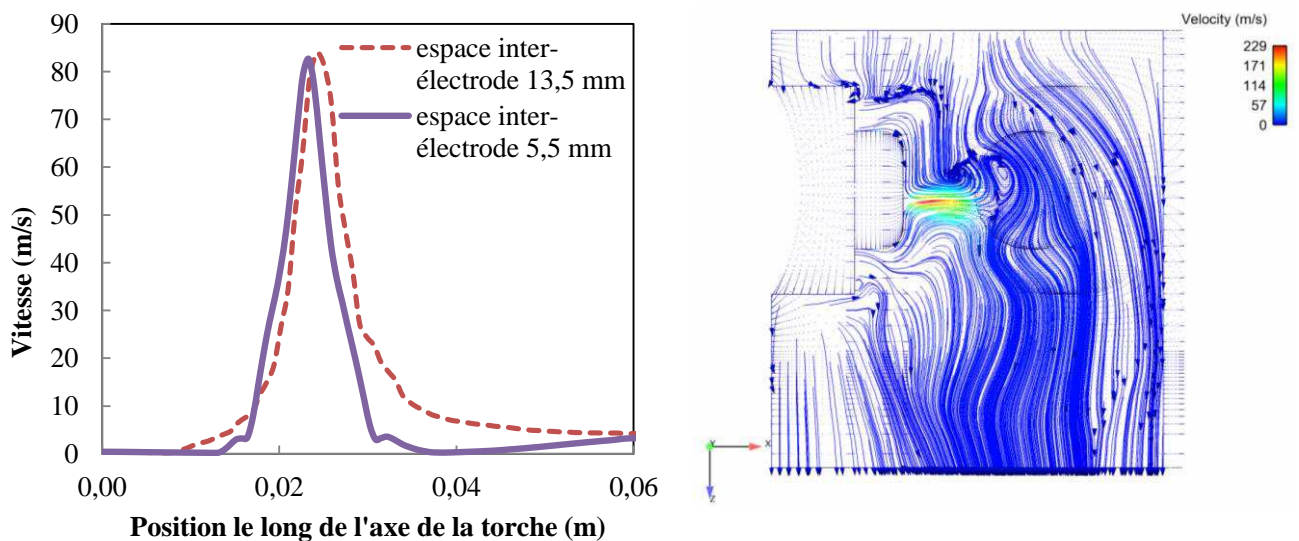 90
80
70
60
50
40
30
20
10
0
Vitesse (m/s)
espace inter-
électrode 13,5 mm
espace inter-
électrode 5,5 mm
0,00
0,02
0,04
0,06
Position le long de l'axe de la torche (m)
Velocity (m/s)
229
171
114
57
0
Y
X
Z